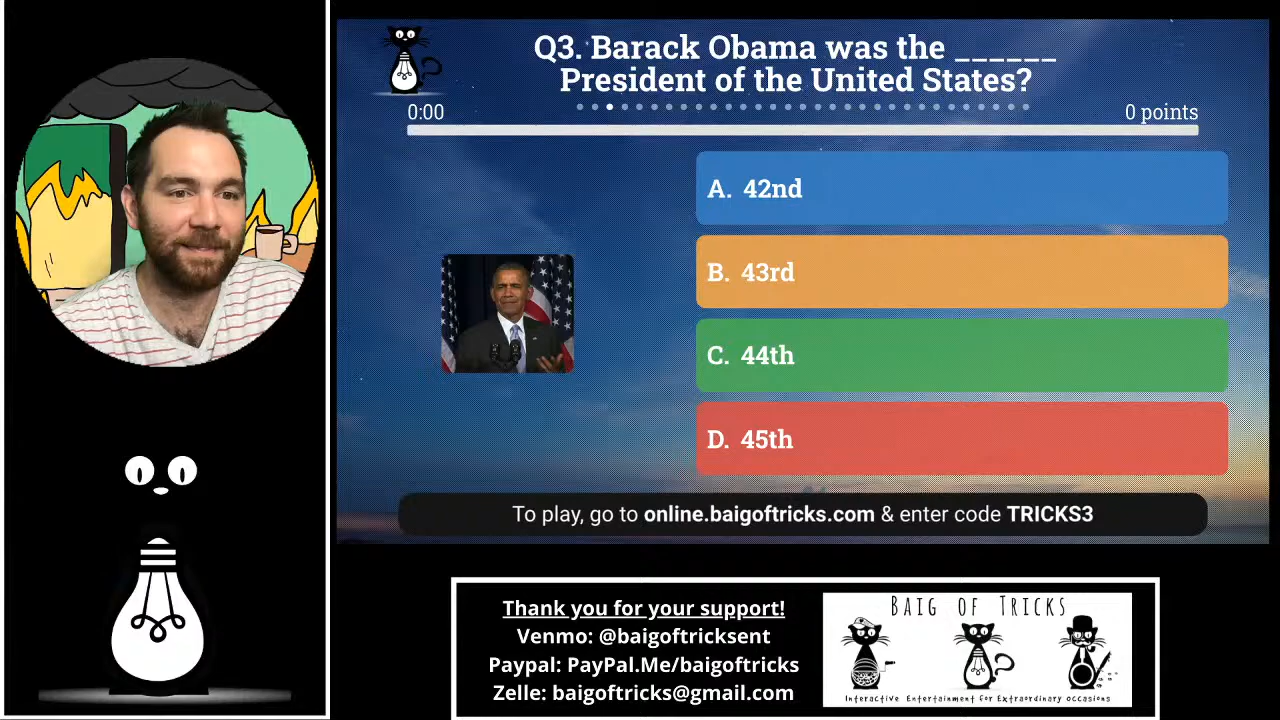 Q3. Barack Obama was the ______
President of the United States?
0:00
0 points
A. 42nd
B. 43rd
C. 44th
D. 45th
To play, go to online.baigoftricks.com & enter code TRICKS3
Thank you for your support!
Venmo: @baigoftricksent
Paypal: PayPal.Me/baigoftricks
Zelle: baigoftricks@gmail.com
BAIG OF TRICKS
Interactive Entertainment for Extraordinary Occasions